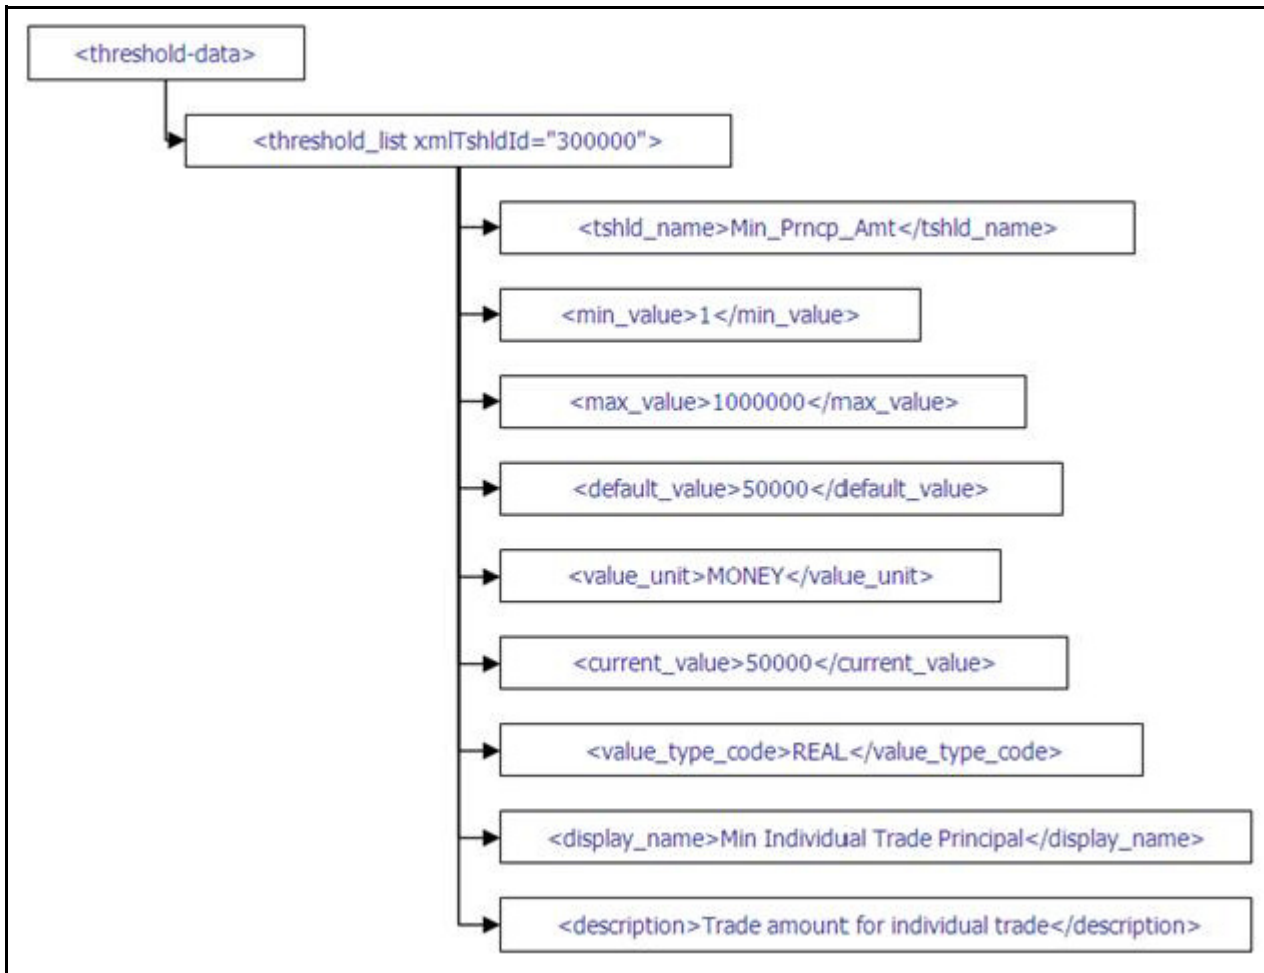 <threshold-data>
<threshold_list xmlTshldId="300000">
<tshld_name>Min_Prncp_Amt</tshld_name>
<min_value>1</min_value>
<max_value>1000000</max_value>
<default_value>50000</default_value>
<value_unit>MONEY</value_unit>
<current_value>50000</current_value>
<value_type_code>REAL</value_type_code>
<display_name>Min Individual Trade Principal</display_name>
<description>Trade amount for individual trade</description>